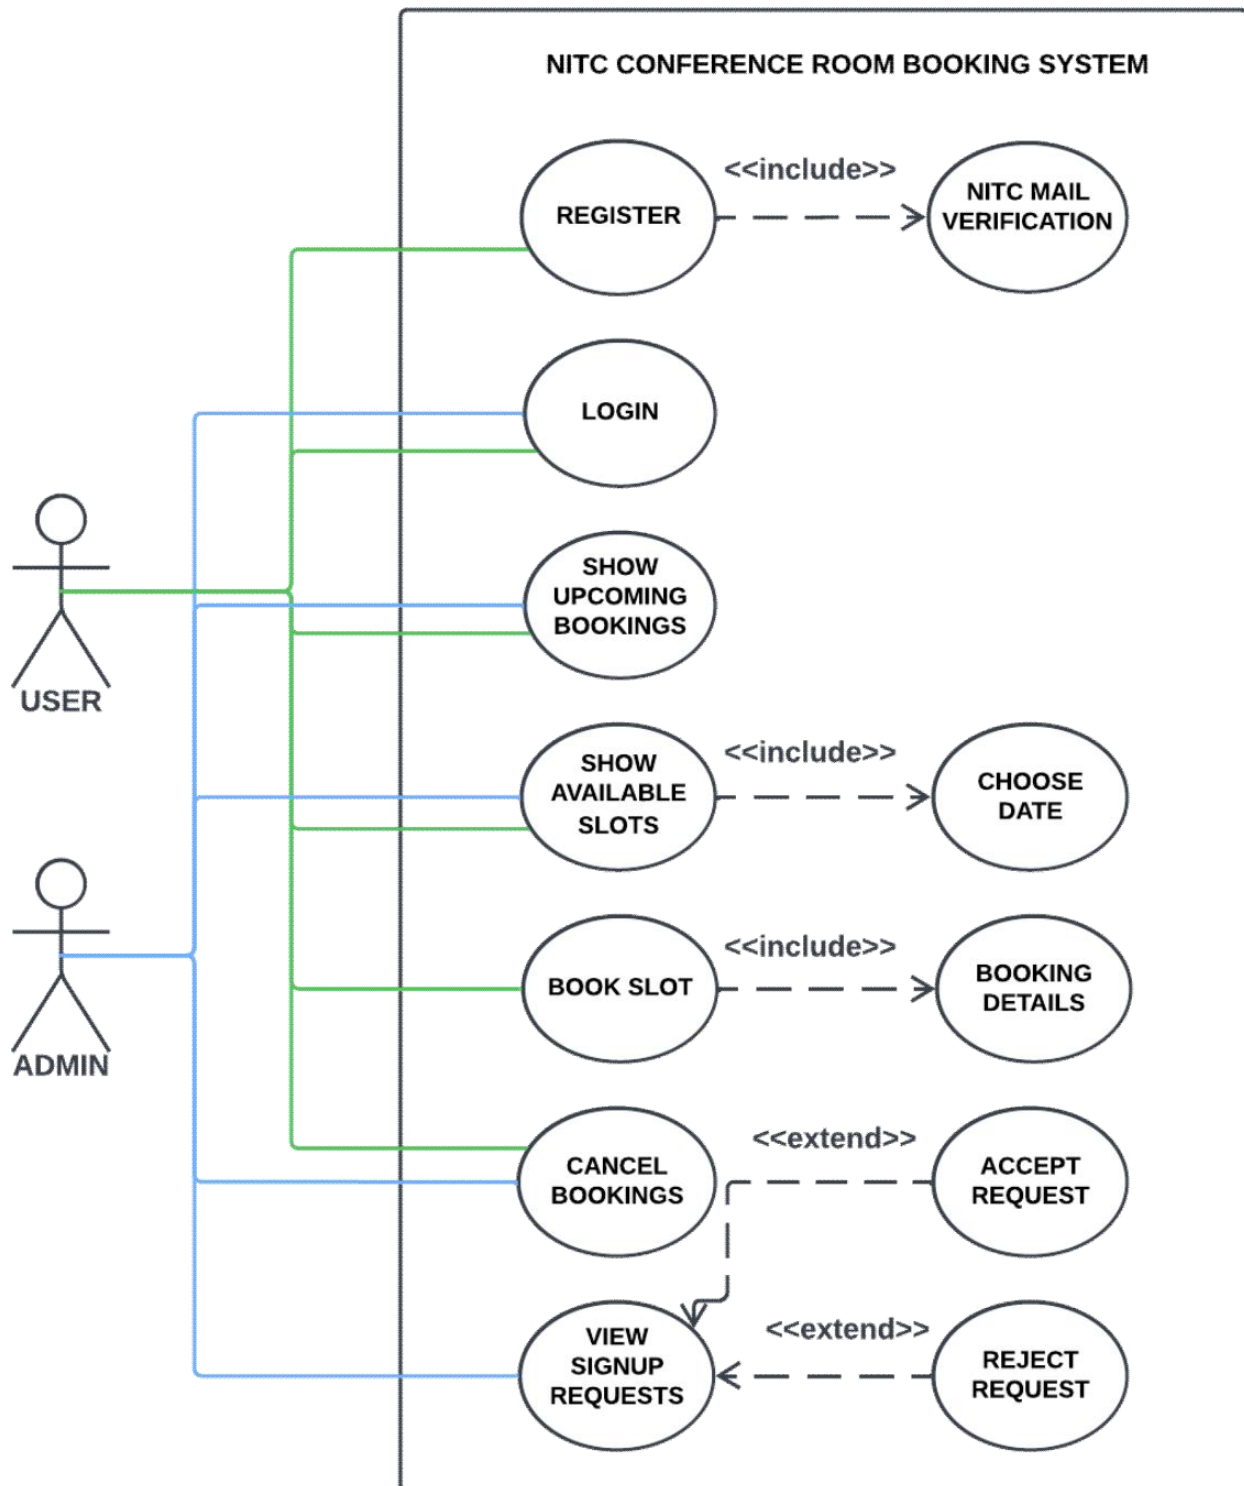 NITC CONFERENCE ROOM BOOKING SYSTEM
<<include>>
REGISTER
NITC MAIL
VERIFICATION
LOGIN
SHOW
UPCOMING
BOOKINGS
USER
<<include>>
SHOW
AVAILABLE
SLOTS
CHOOSE
DATE
<<include>>
BOOK SLOT
BOOKING
DETAILS
ADMIN
<<extend>>
CANCEL
BOOKINGS
ACCEPT
REQUEST
<<extend>>
VIEW
SIGNUP
REQUESTS
REJECT
REQUEST